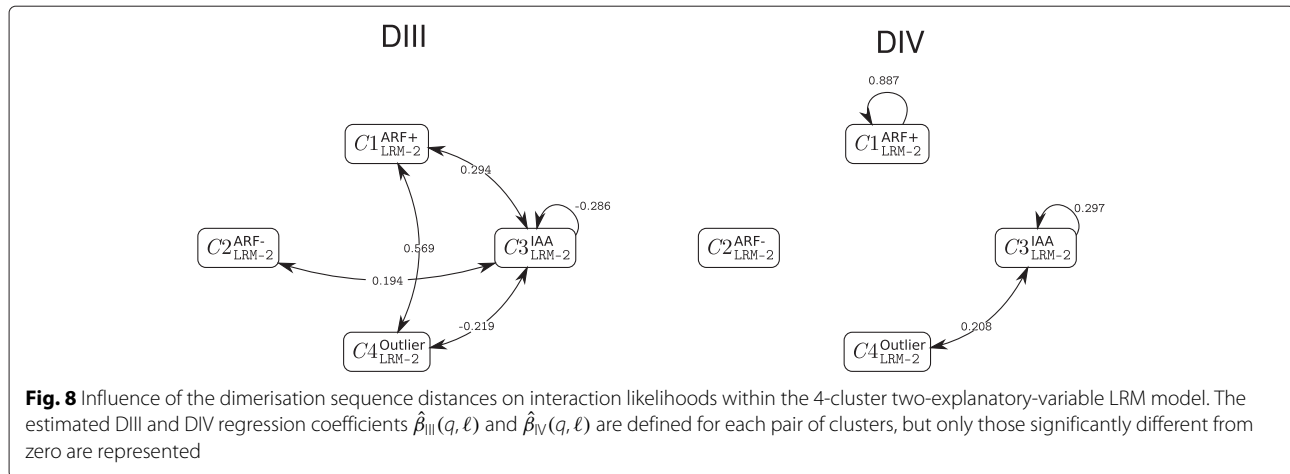 DIII
DIV
0.887
C1 ARF+ LRM-2
C1 ARF+ LRM-2
0.294
-0.286
0.297
C2 ARF- LRM-2
0.569
C3 IAA LRM-2
C2 ARF- LRM-2
C3 IAA LRM-2
0.194
-0.219
0.208
C4 Outlier LRM-2
C4 Outlier LRM-2
Fig. 8 Influence of the dimerisation sequence distances on interaction likelihoods within the 4-cluster two-explanatory-variable LRM model. The
estimated DIII and DIV regression coefficients β̂III(q, ℓ) and β̂IV(q, ℓ) are defined for each pair of clusters, but only those significantly different from
zero are represented